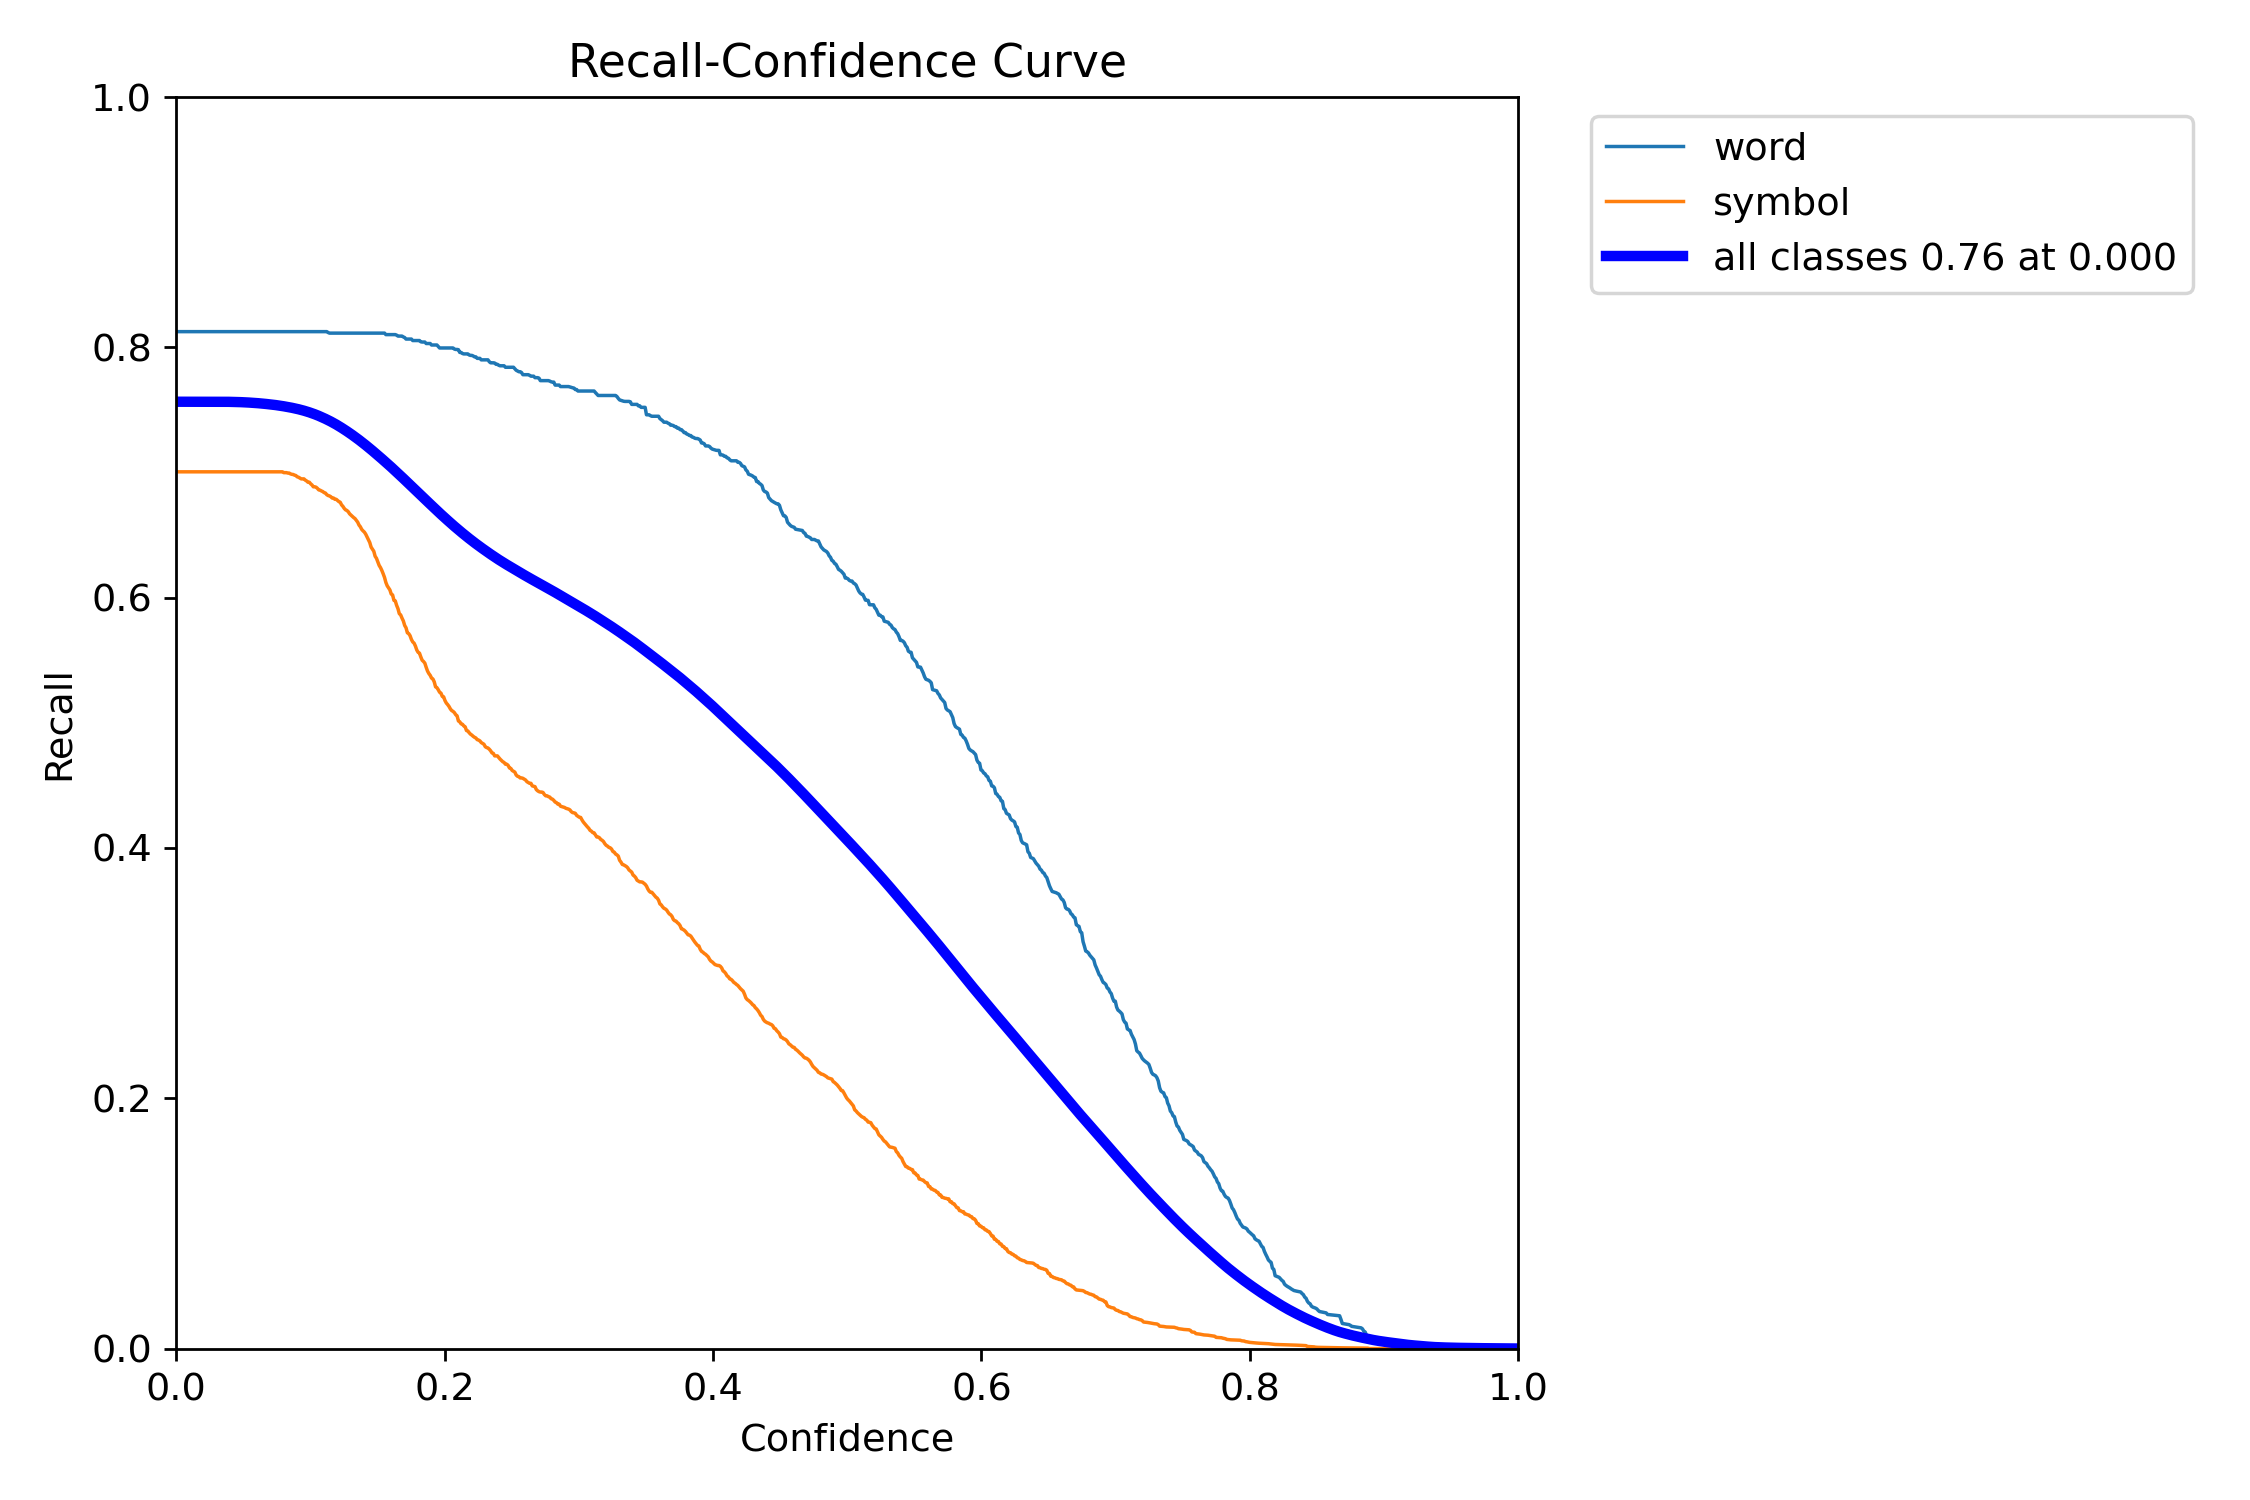 Recall-Confidence Curve
1.0
0.8
0.6
0.4
0.2
0.0
Recall
0.0 0.2 0.4 0.6 0.8 1.0
Confidence
word
symbol
all classes 0.76 at 0.000